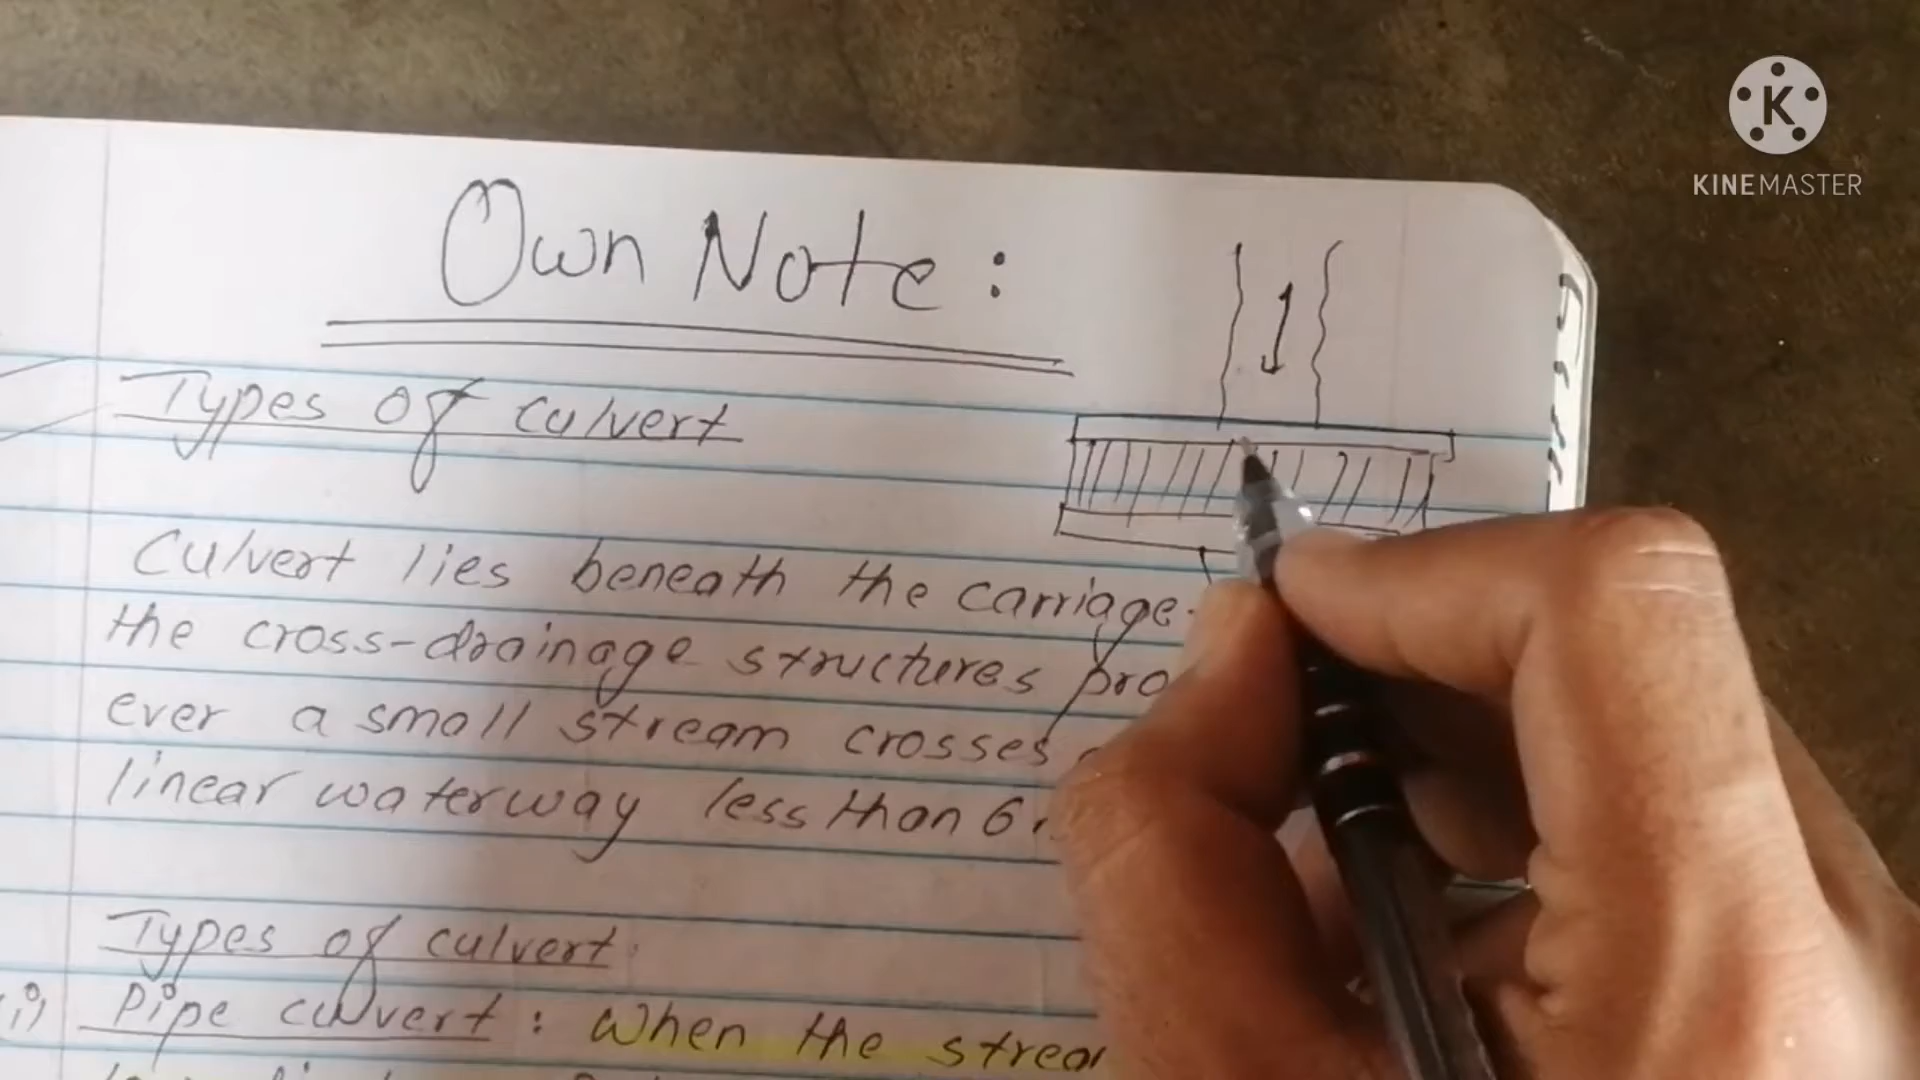 KINEMASTER
Own Note:
Types of culvert
Culvert lies beneath the carriage-
the cross-drainage structures pro
ever a small stream crosses
linear waterway less than 6
Types of culvert
(i) Pipe culvert: When the strea